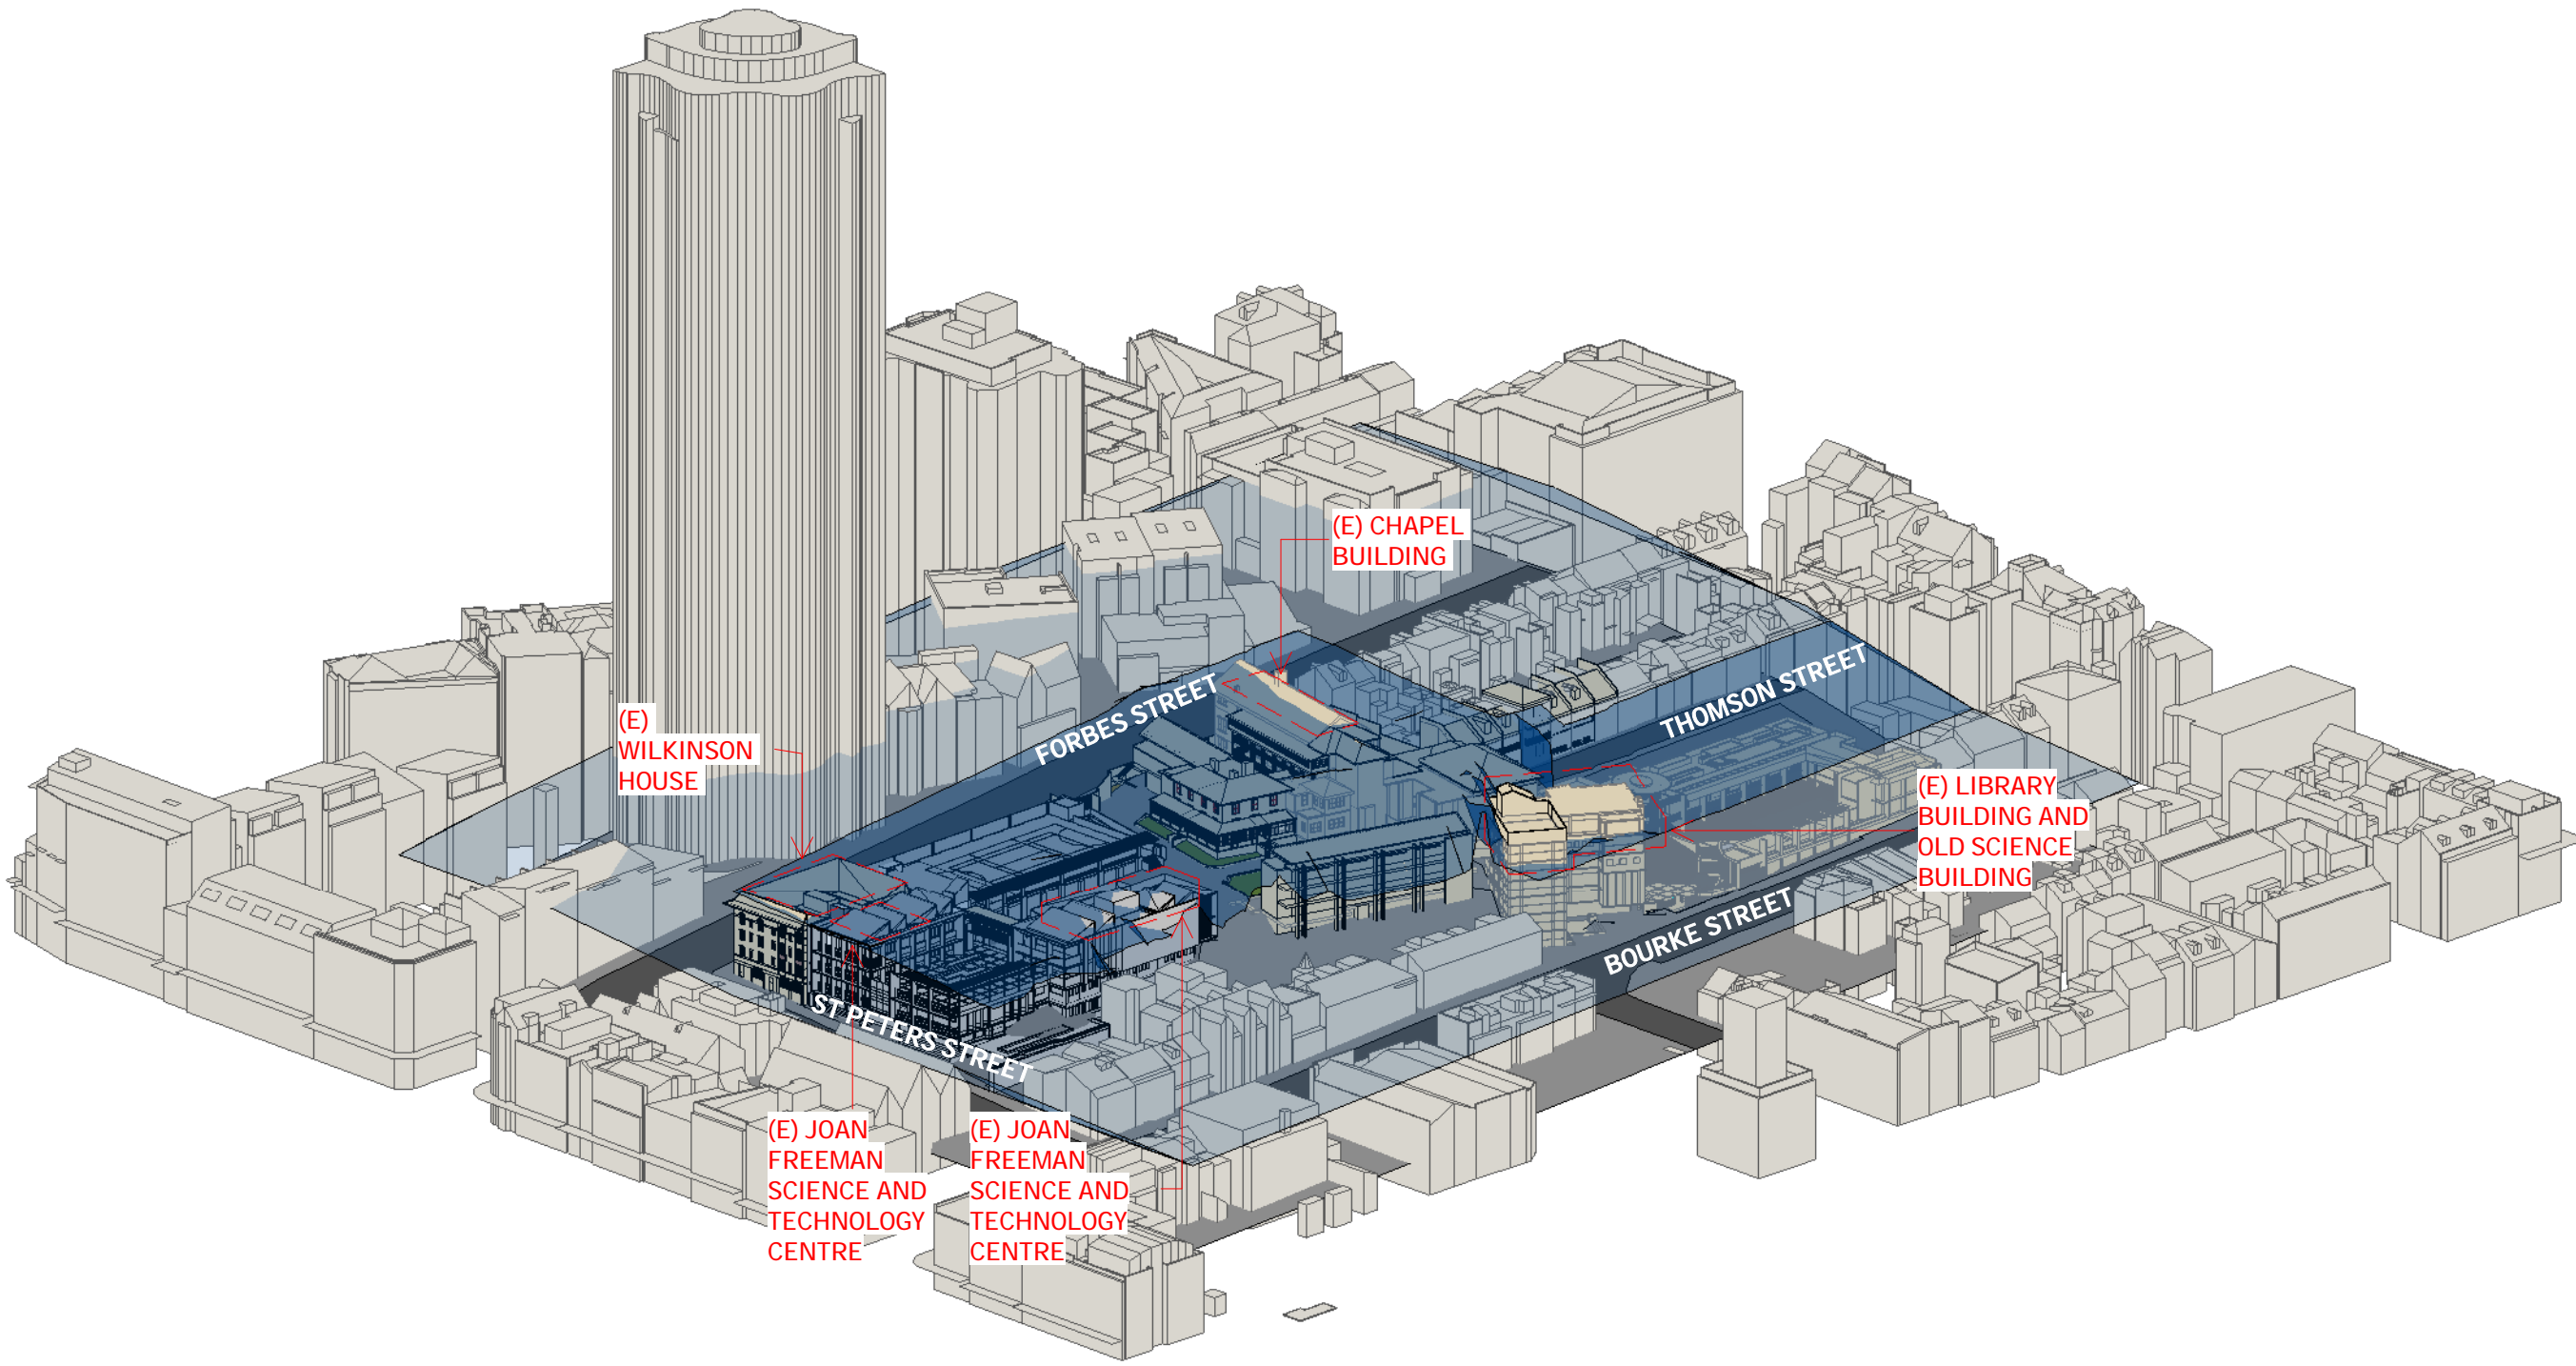 (E) CHAPEL
BUILDING
THOMSON STREET
FORBES STREET
(E)
WILKINSON
HOUSE
(E) LIBRARY
BUILDING AND
OLD SCIENCE
BUILDING
BOURKE STREET
ST PETERS STREET
(E) JOAN
FREEMAN
SCIENCE AND
TECHNOLOGY
CENTRE
(E) JOAN
FREEMAN
SCIENCE AND
TECHNOLOGY
CENTRE